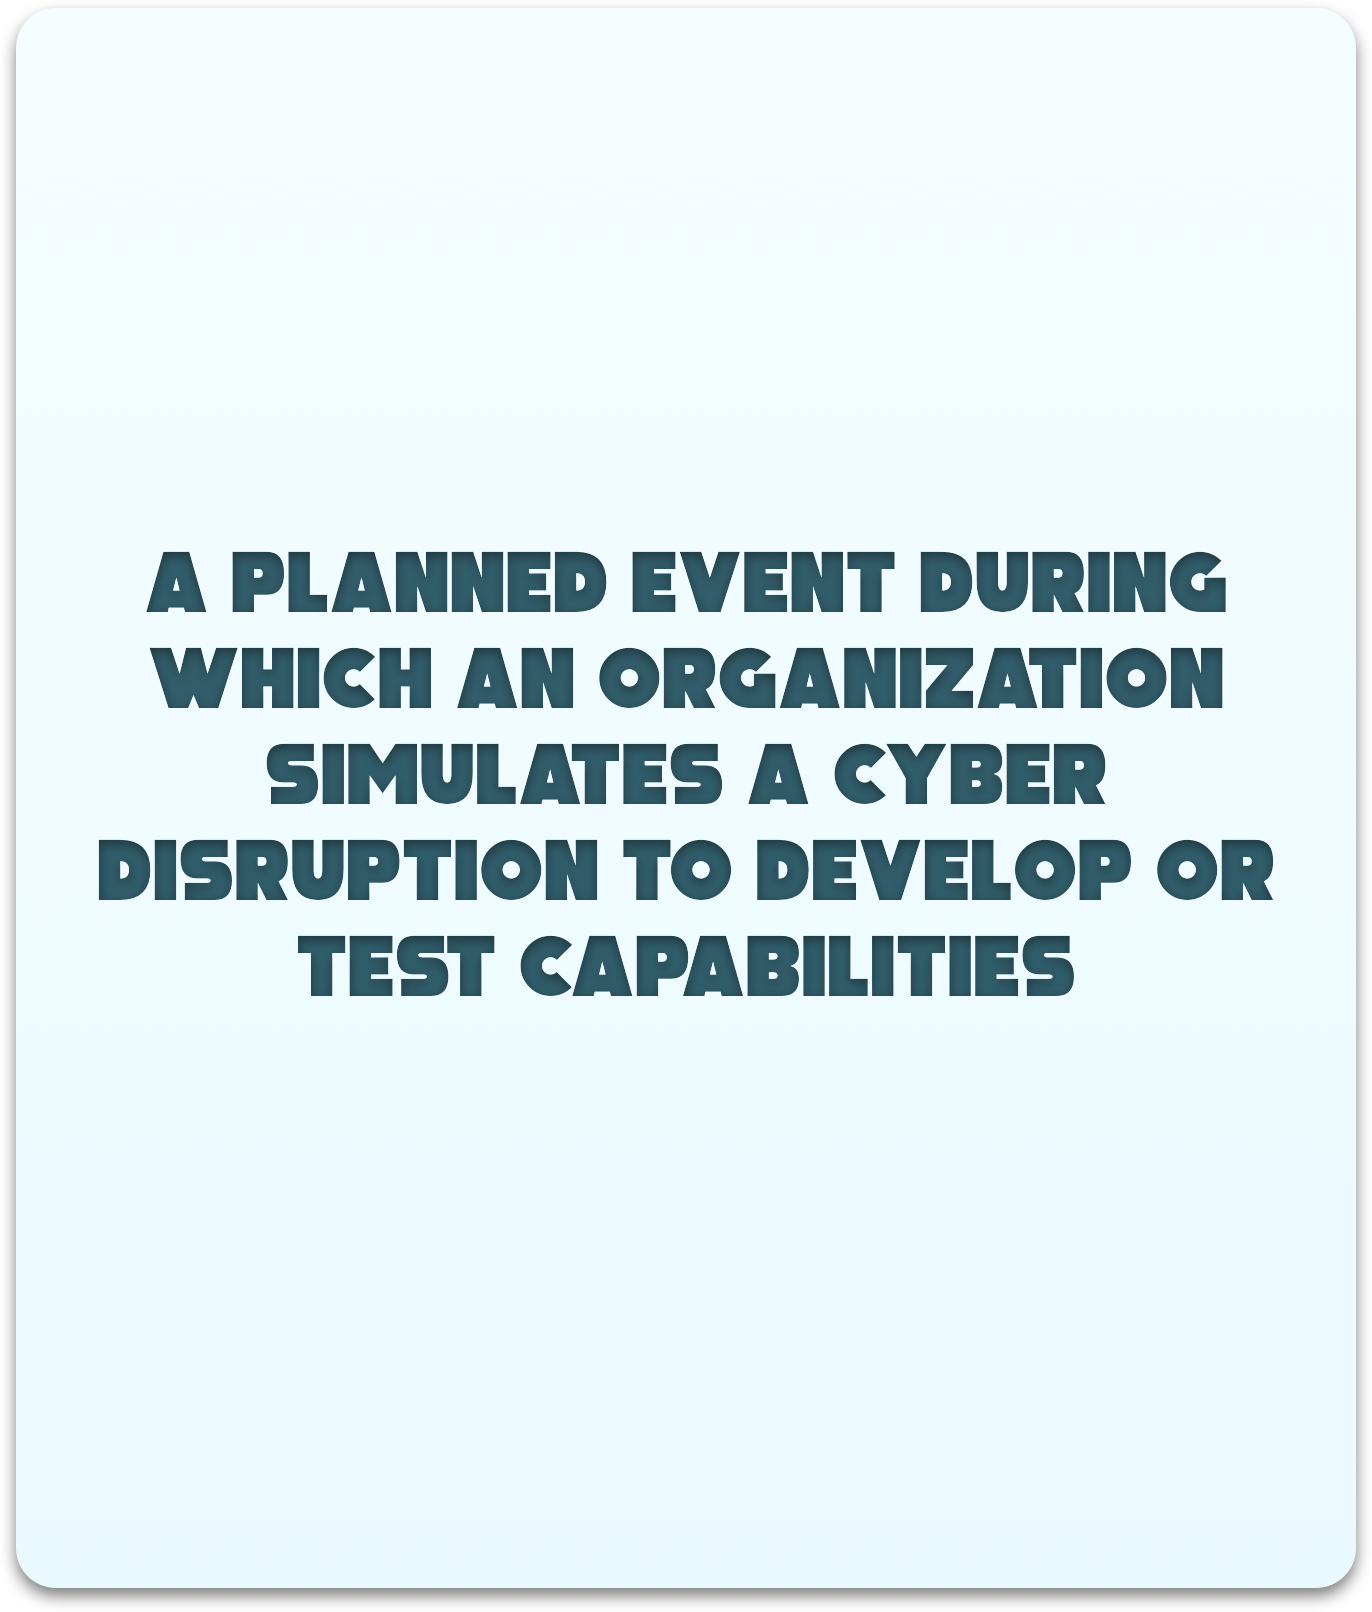 A PLANNED EVENT DURING
WHICH AN ORGANIZATION
SIMULATES A CYBER
DISRUPTION TO DEVELOP OR
TEST CAPABILITIES